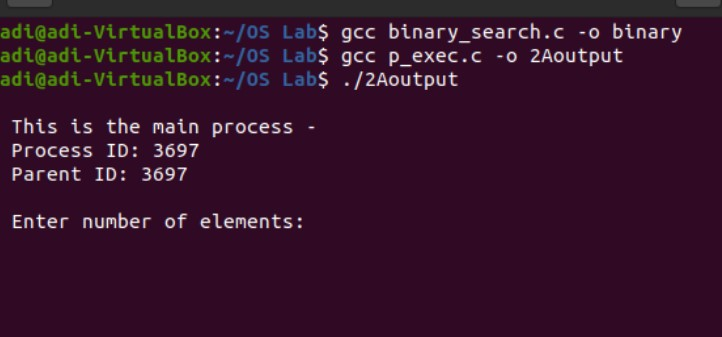 adi@adi-VirtualBox:~/OS Lab$ gcc binary_search.c -o binary
adi@adi-VirtualBox:~/OS Lab$ gcc p_exec.c -o 2Aoutput
adi@adi-VirtualBox:~/OS Lab$ ./2Aoutput
This is the main process -
Process ID: 3697
Parent ID: 3697
Enter number of elements: